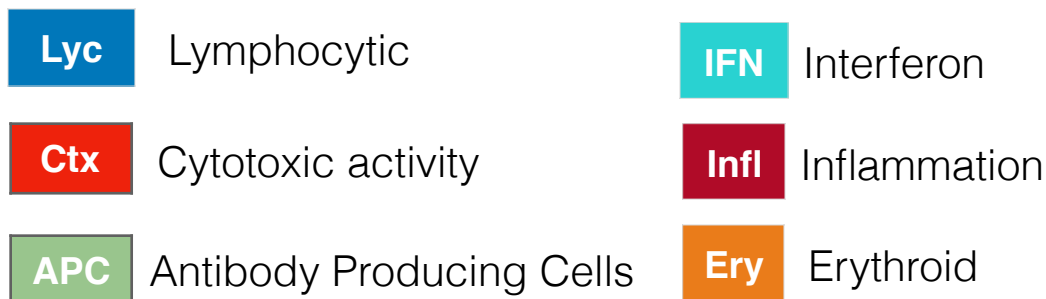 Lyc Lymphocytic
IFN Interferon
Ctx Cytotoxic activity
Infl Inflammation
APC Antibody Producing Cells
Ery Erythroid